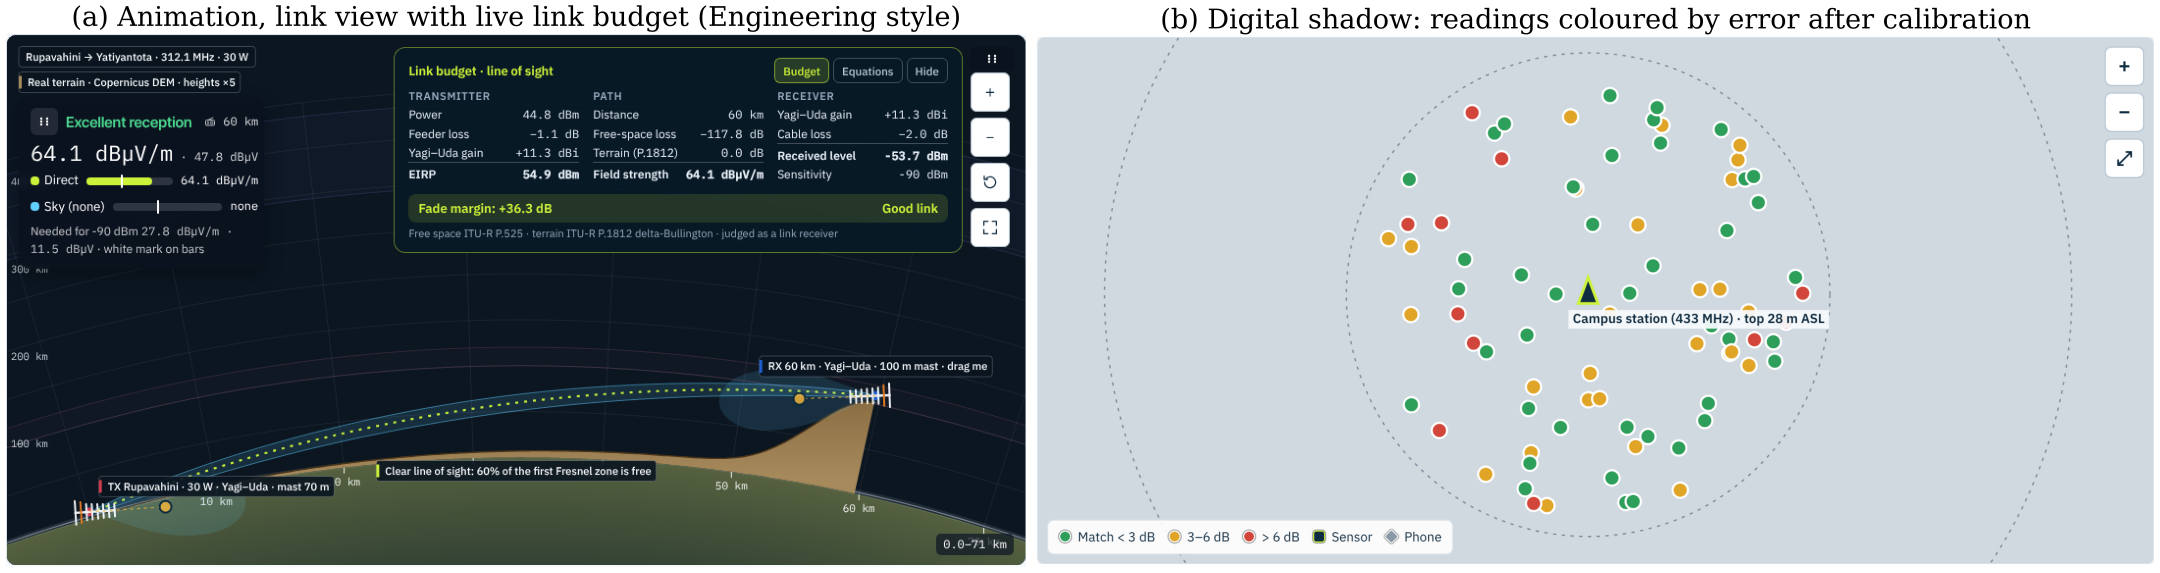 (a) Animation, link view with live link budget (Engineering style)
Rupavahini → Yatiyantota · 312.1 MHz · 30 W
Real terrain · Copernicus DEM · heights ×5
Excellent reception 60 km
64.1 dBµV/m · 47.8 dBµV
Direct 64.1 dBµV/m
Sky (none) none
Needed for -90 dBm 27.8 dBµV/m ·
11.5 dBµV · white mark on bars
Link budget · line of sight
Budget Equations Hide
TRANSMITTER PATH RECEIVER
Power 44.8 dBm Distance 60 km Yagi–Uda gain +11.3 dBi
Feeder loss −1.1 dB Free-space loss −117.8 dB Cable loss −2.0 dB
Yagi–Uda gain +11.3 dBi Terrain (P.1812) 0.0 dB Received level -53.7 dBm
EIRP 54.9 dBm Field strength 64.1 dBµV/m Sensitivity −90 dBm
Fade margin: +36.3 dB Good link
Free space ITU-R P.525 · terrain ITU-R P.1812 delta-Bullington · judged as a link receiver
+
−
300 km
200 km
100 km
RX 60 km · Yagi–Uda · 100 m mast · drag me
Clear line of sight: 60% of the first Fresnel zone is free
TX Rupavahini · 30 W · Yagi–Uda · mast 70 m
10 km
0 km
50 km
60 km
0.0–71 km
(b) Digital shadow: readings coloured by error after calibration
+
−
Campus station (433 MHz) · top 28 m ASL
Match < 3 dB 3–6 dB > 6 dB Sensor Phone